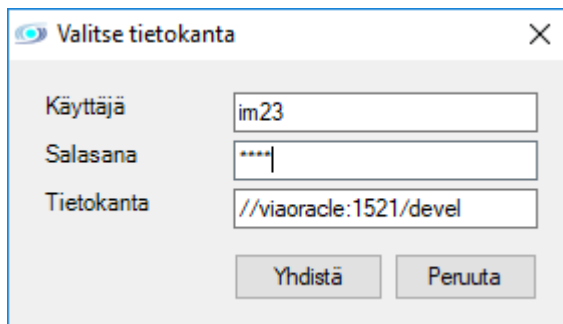 Valitse tietokanta
Käyttäjä im23
Salasana ****
Tietokanta //viaoracle:1521/devel
Yhdistä Peruuta